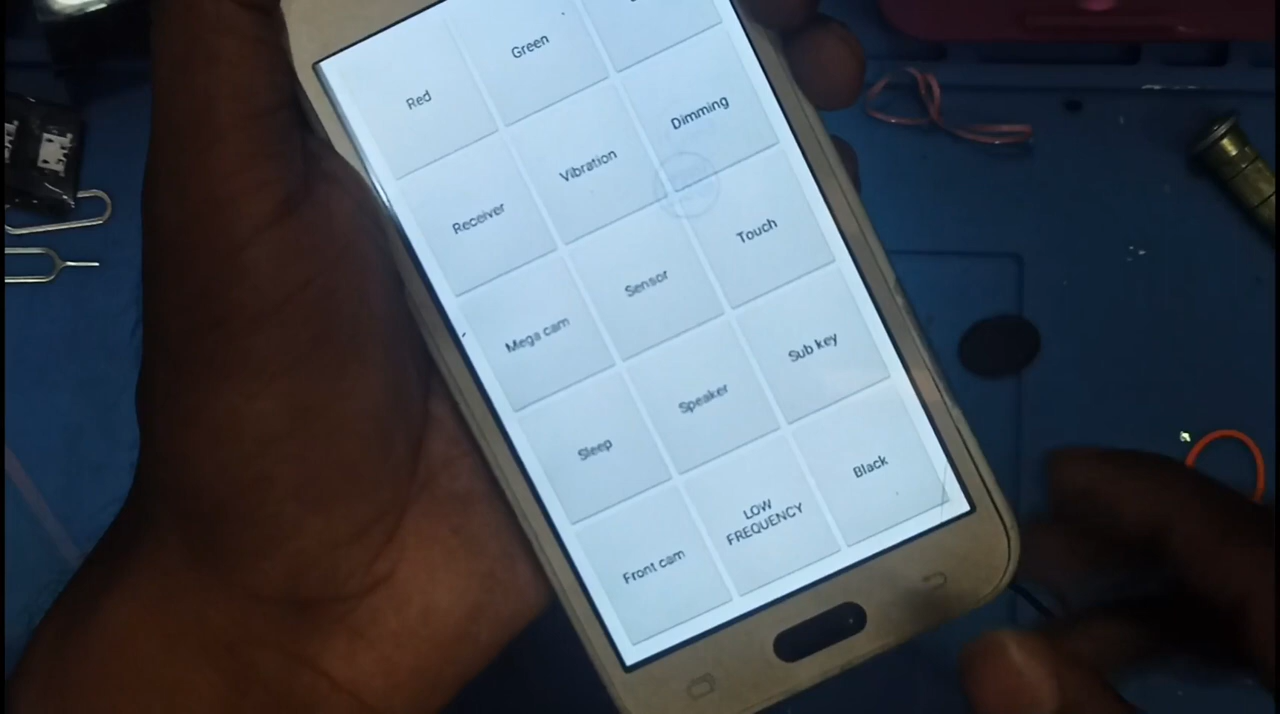 Red
Green
Receiver
Vibration
Dimming
Mega cam
Sensor
Touch
Sleep
Speaker
Sub key
Front cam
LOW
FREQUENCY
Black